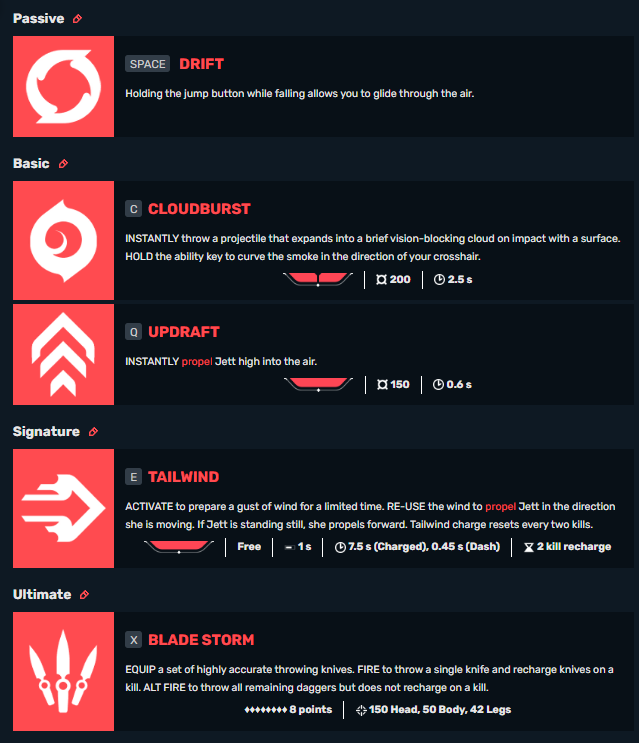 Passive
SPACE DRIFT
Holding the jump button while falling allows you to glide through the air.
Basic
C CLOUDBURST
INSTANTLY throw a projectile that expands into a brief vision-blocking cloud on impact with a surface.
HOLD the ability key to curve the smoke in the direction of your crosshair.
200 2.5 s
Q UPDRAFT
INSTANTLY propel Jett high into the air.
150 0.6 s
Signature
E TAILWIND
ACTIVATE to prepare a gust of wind for a limited time. RE-USE the wind to propel Jett in the direction
she is moving. If Jett is standing still, she propels forward. Tailwind charge resets every two kills.
Free 1 s 7.5 s (Charged), 0.45 s (Dash) 2 kill recharge
Ultimate
X BLADE STORM
EQUIP a set of highly accurate throwing knives. FIRE to throw a single knife and recharge knives on a
kill. ALT FIRE to throw all remaining daggers but does not recharge on a kill.
8 points 150 Head, 50 Body, 42 Legs